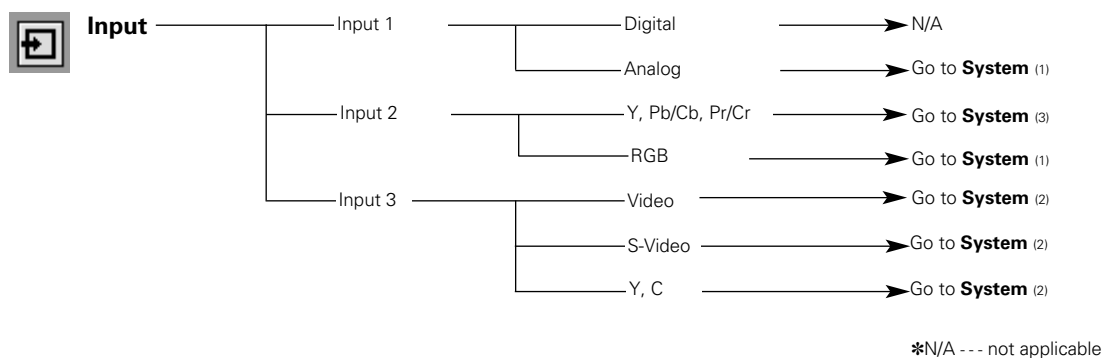 Input Input 1 Digital N/A
Analog Go to System (1)
Input 2 Y, Pb/Cb, Pr/Cr Go to System (3)
RGB Go to System (1)
Input 3 Video Go to System (2)
S-Video Go to System (2)
Y, C Go to System (2)
✽N/A - - - not applicable